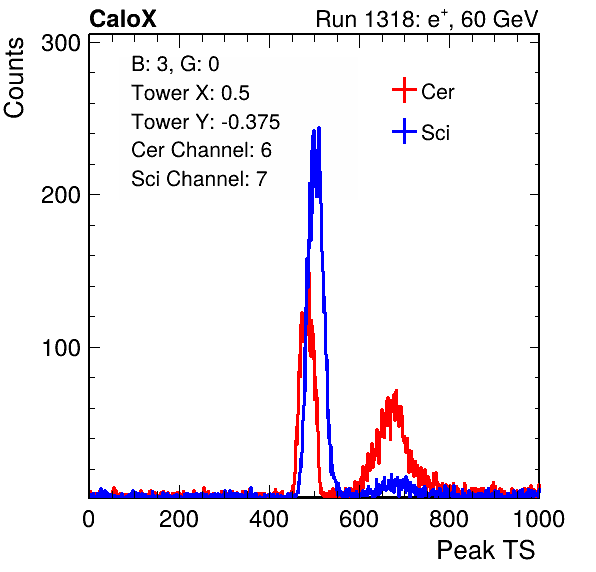 CaloX
Run 1318: e+, 60 GeV
Counts
300
200
100
B: 3, G: 0
Tower X: 0.5
Tower Y: -0.375
Cer Channel: 6
Sci Channel: 7
Cer
Sci
0 200 400 600 800 1000
Peak TS